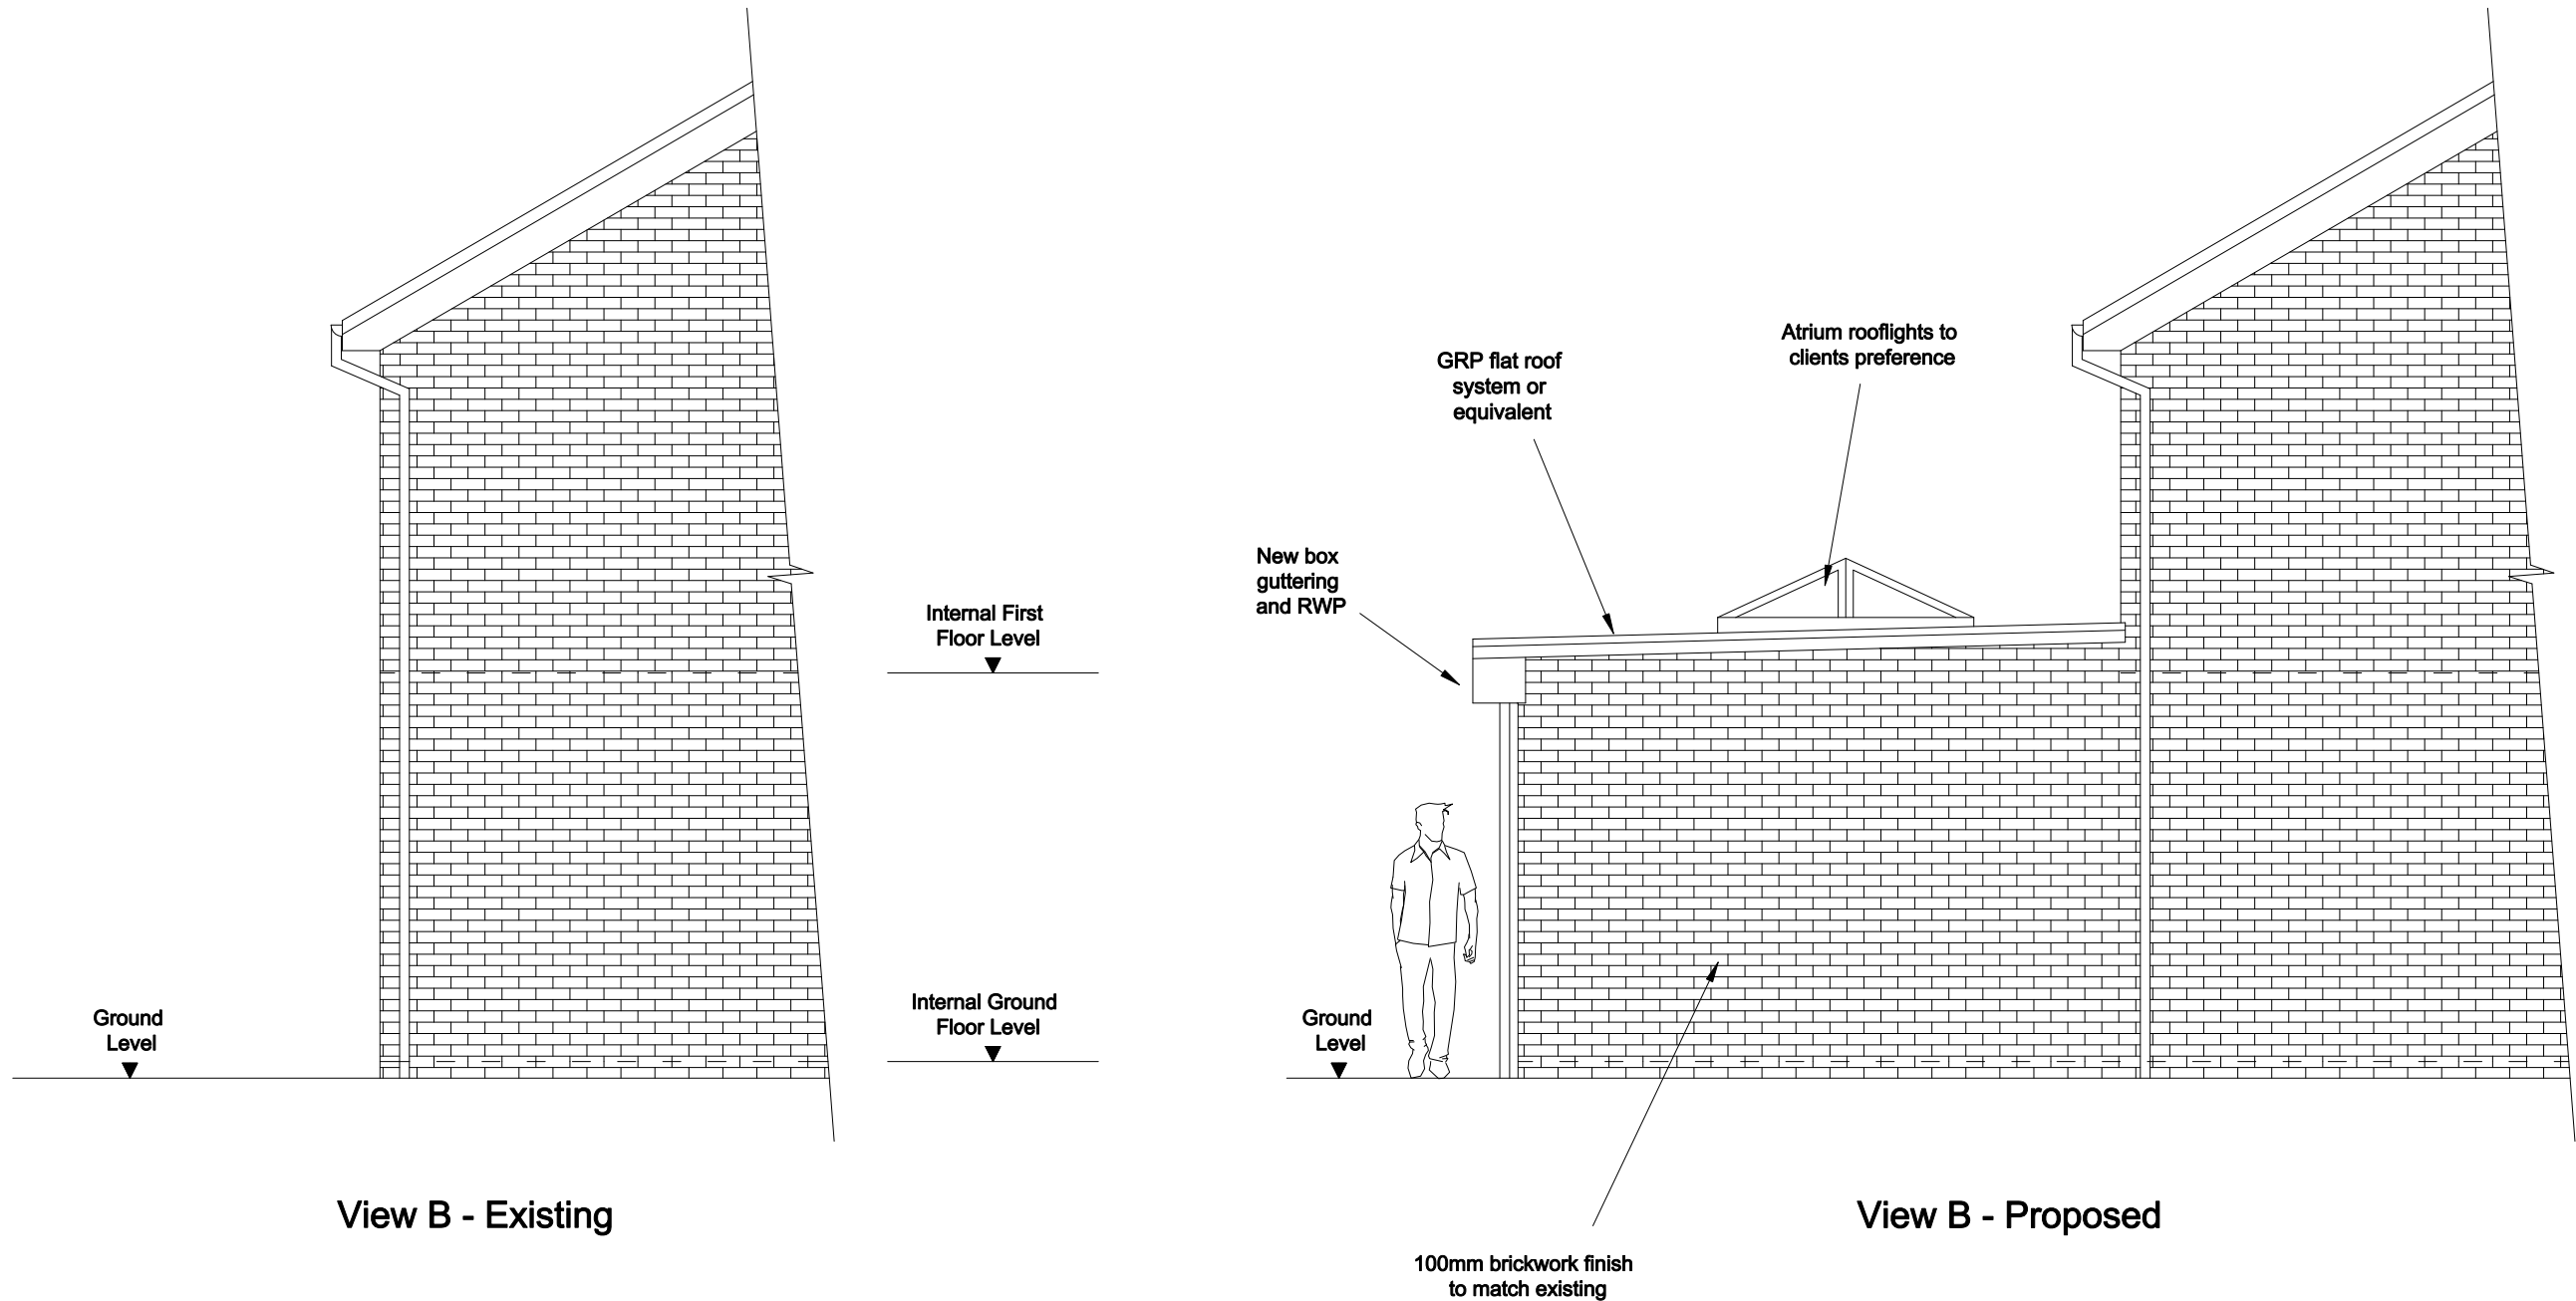 Internal First
Floor Level
Ground
Level
Internal Ground
Floor Level
View B - Existing
GRP flat roof
system or
equivalent
Atrium rooflights to
clients preference
New box
guttering
and RWP
Ground
Level
100mm brickwork finish
to match existing
View B - Proposed